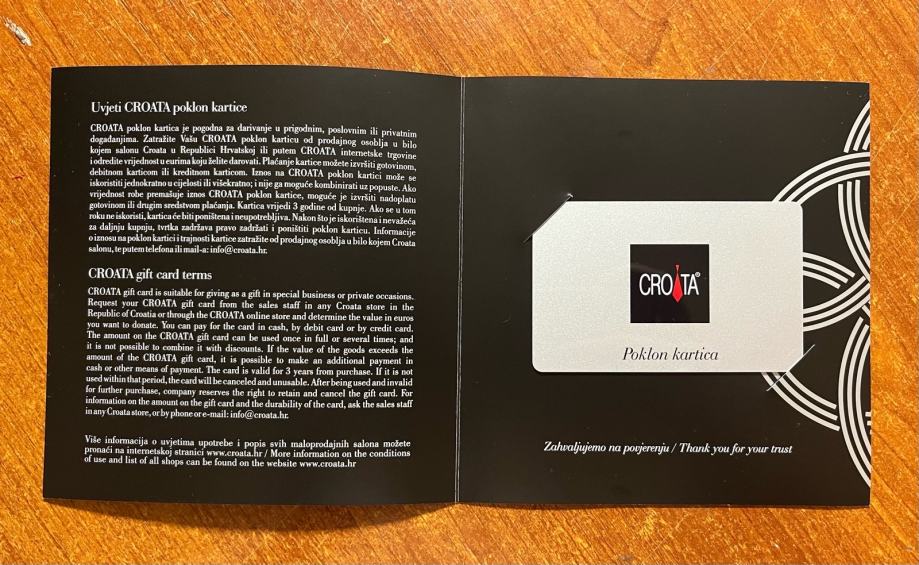 Uvjeti CROATA poklon kartice
CROATA poklon kartica je pogodna za darivanje u prigodnim, poslovnim ili privatnim
događanjima. Zatražite Vašu CROATA poklon karticu od prodajnog osoblja u bilo
kojem salonu Croata u Republici Hrvatskoj ili putem CROATA internetske trgovine
i odredite vrijednost u eurima koju želite darovati. Plaćanje kartice možete izvršiti gotovinom,
debitnom karticom ili kreditnom karticom. Iznos na CROATA poklon kartici može se
iskoristiti jednokratno u cijelosti ili višekratno; i nije ga moguće kombinirati uz popuste. Ako
vrijednost robe premašuje iznos CROATA poklon kartice, moguće je izvršiti nadoplatu
gotovinom ili drugim sredstvom plaćanja. Kartica vrijedi 3 godine od kupnje. Ako se u tom
roku ne iskoristi, kartica će biti poništena i neupotrebljiva. Nakon što je iskorištena i nevažeća
za daljnju kupnju, tvrtka zadržava pravo zadržati i poništiti poklon karticu. Informacije
o iznosu na poklon kartici i trajnosti kartice zatražite od prodajnog osoblja u bilo kojem Croata
salonu, te putem telefona ili mail-a: info@croata.hr.
CROATA gift card terms
CROATA gift card is suitable for giving as a gift in special business or private occasions.
Request your CROATA gift card from the sales staff in any Croata store in the
Republic of Croatia or through the CROATA online store and determine the value in euros
you want to donate. You can pay for the card in cash, by debit card or by credit card.
The amount on the CROATA gift card can be used once in full or several times; and
it is not possible to combine it with discounts. If the value of the goods exceeds the
amount of the CROATA gift card, it is possible to make an additional payment in
cash or other means of payment. The card is valid for 3 years from purchase. If it is not
used within that period, the card will be canceled and unusable. After being used and invalid
for further purchase, company reserves the right to retain and cancel the gift card. For
information on the amount on the gift card and the durability of the card, ask the sales staff
in any Croata store, or by phone or e-mail: info@croata.hr.
Više informacija o uvjetima upotrebe i popis svih maloprodajnih salona možete
pronaći na internetskoj stranici www.croata.hr / More information on the conditions
of use and list of all shops can be found on the website www.croata.hr
CROATA®
Poklon kartica
Zahvaljujemo na povjerenju / Thank you for your trust